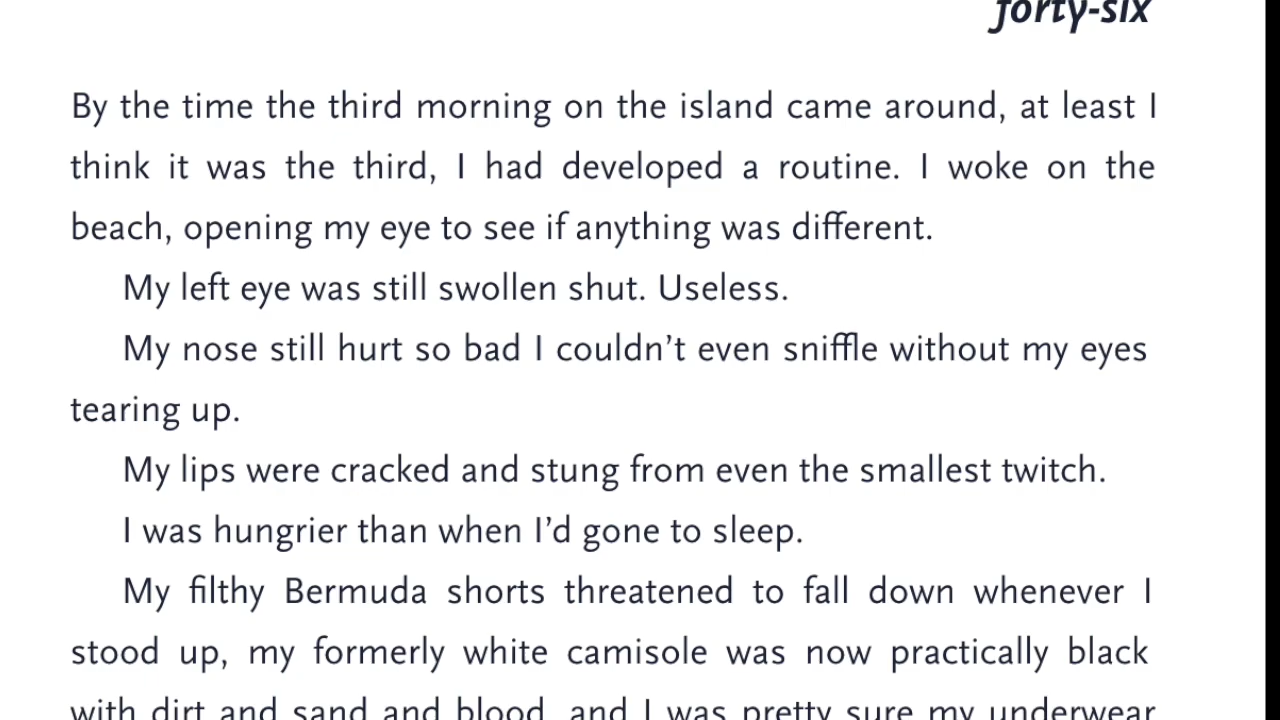 forty-six
By the time the third morning on the island came around, at least I
think it was the third, I had developed a routine. I woke on the
beach, opening my eye to see if anything was different.
My left eye was still swollen shut. Useless.
My nose still hurt so bad I couldn’t even sniffle without my eyes
tearing up.
My lips were cracked and stung from even the smallest twitch.
I was hungrier than when I’d gone to sleep.
My filthy Bermuda shorts threatened to fall down whenever I
stood up, my formerly white camisole was now practically black
with dirt and sand and blood, and I was pretty sure my underwear